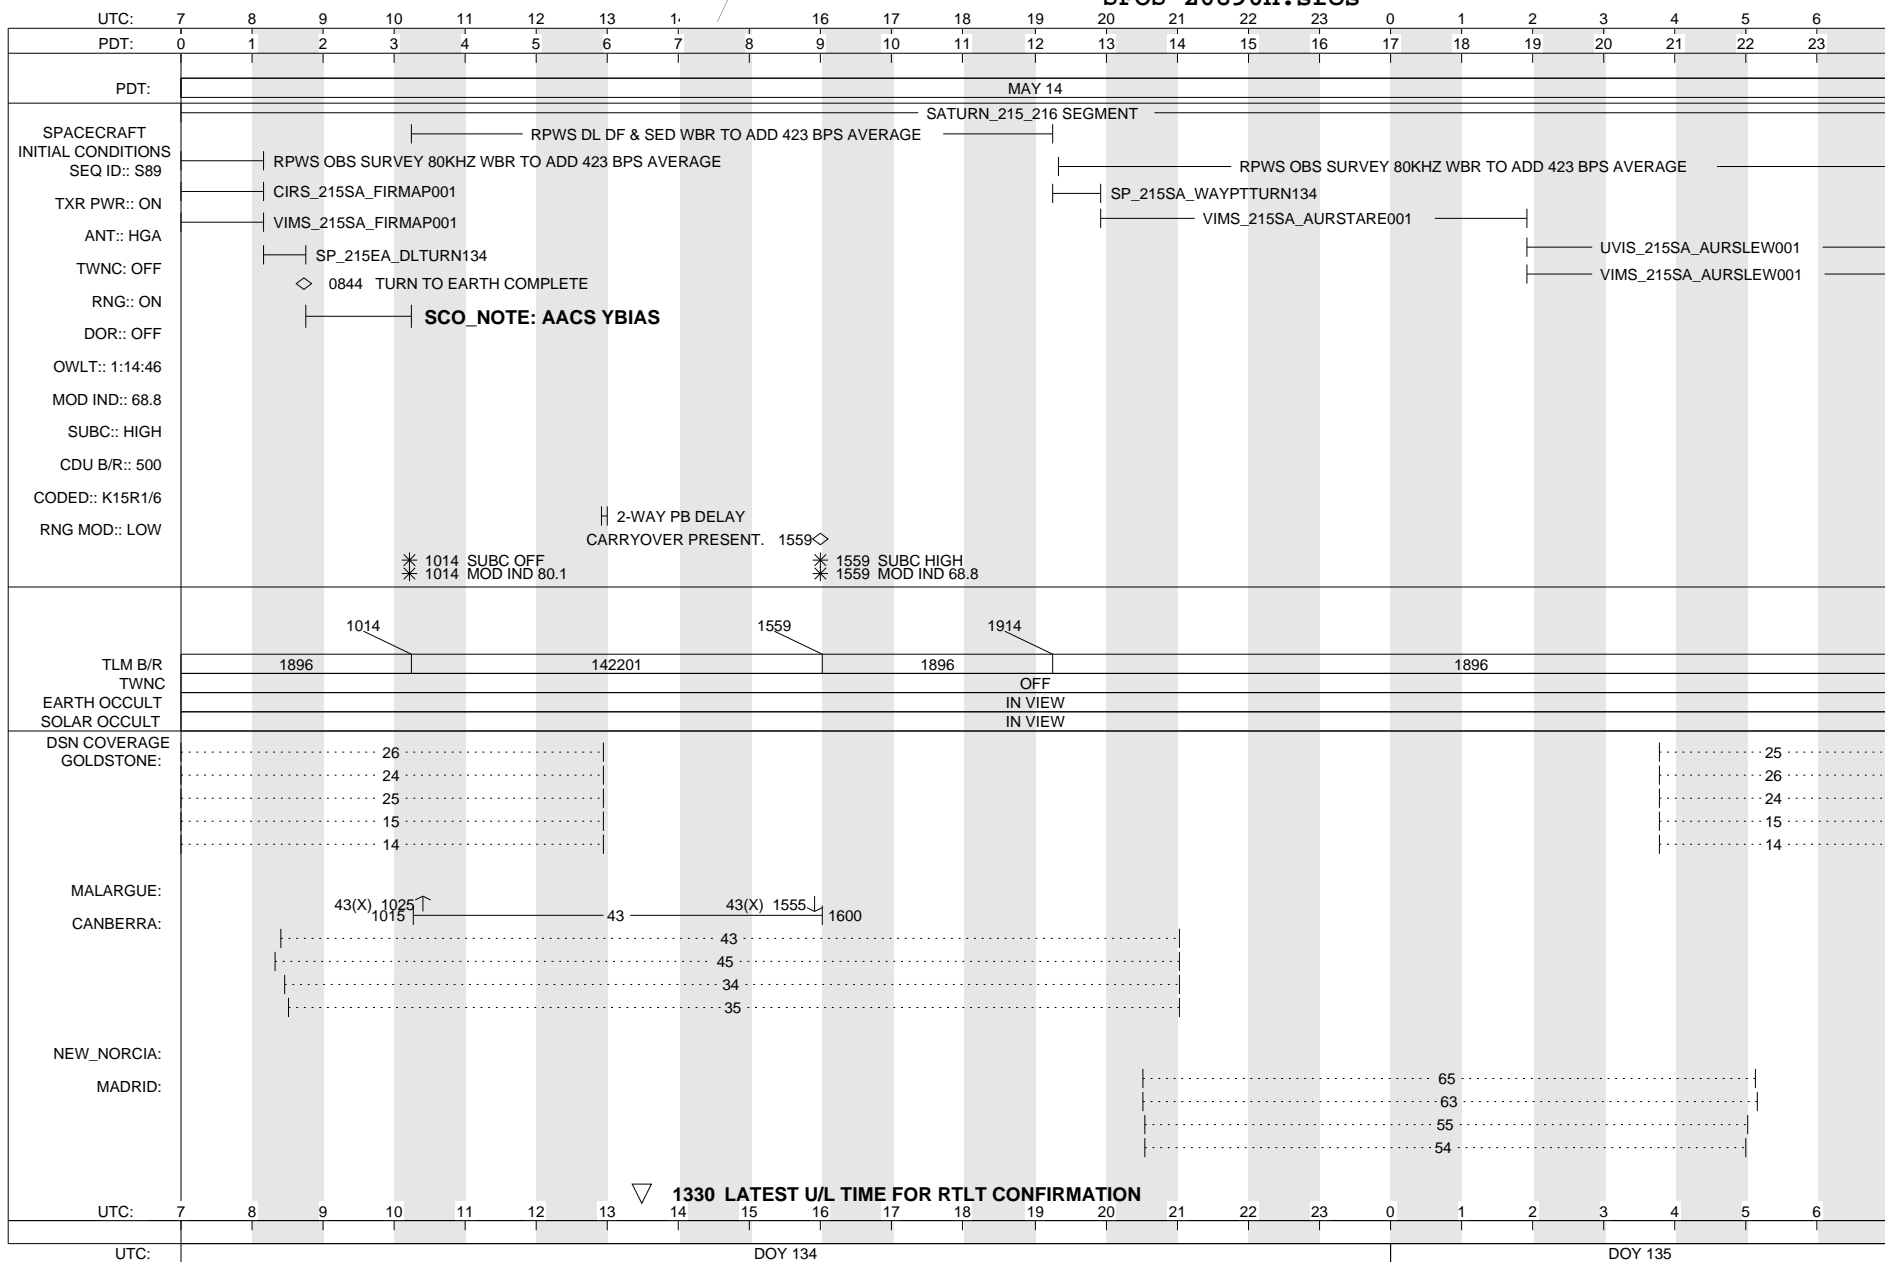 UTC: 7 8 9 10 11 12 13 16 17 18 19 20 21 22 23 0 1 2 3 4 5 6
PDT: 0 1 2 3 4 5 6 7 8 9 10 11 12 13 14 15 16 17 18 19 20 21 22 23
PDT: MAY 14
SATURN_215_216 SEGMENT
SPACECRAFT
INITIAL CONDITIONS
SEQ ID:: S89
TXR PWR:: ON
ANT:: HGA
TWNC: OFF
RNG:: ON
DOR:: OFF
OWLT:: 1:14:46
MOD IND:: 68.8
SUBC:: HIGH
CDU B/R:: 500
CODED:: K15R1/6
RNG MOD:: LOW
RPWS DL DF & SED WBR TO ADD 423 BPS AVERAGE
RPWS OBS SURVEY 80KHZ WBR TO ADD 423 BPS AVERAGE
RPWS OBS SURVEY 80KHZ WBR TO ADD 423 BPS AVERAGE
CIRS_215SA_FIRMAP001
SP_215SA_WAYPTTURN134
VIMS_215SA_FIRMAP001
VIMS_215SA_AURSTARE001
SP_215EA_DLTURN134
UVIS_215SA_AURSLEW001
VIMS_215SA_AURSLEW001
0844 TURN TO EARTH COMPLETE
SCO_NOTE: AACS YBIAS
2-WAY PB DELAY
CARRYOVER PRESENT. 1559
1014 SUBC OFF
1559 SUBC HIGH
1014 MOD IND 80.1
1559 MOD IND 68.8
1014 1559 1914
TLM B/R 1896 142201 1896 1896
TWNC OFF
EARTH OCCULT IN VIEW
SOLAR OCCULT IN VIEW
DSN COVERAGE
GOLDSTONE:
26 25
24 26
25 24
15 15
14 14
MALARGUE:
43(X) 1025 43(X) 1555
1015 43 1600
CANBERRA:
43
45
34
35
NEW_NORCIA:
MADRID:
65
63
55
54
1330 LATEST U/L TIME FOR RTLT CONFIRMATION
UTC: 7 8 9 10 11 12 13 14 15 16 17 18 19 20 21 22 23 0 1 2 3 4 5 6
UTC: DOY 134 DOY 135